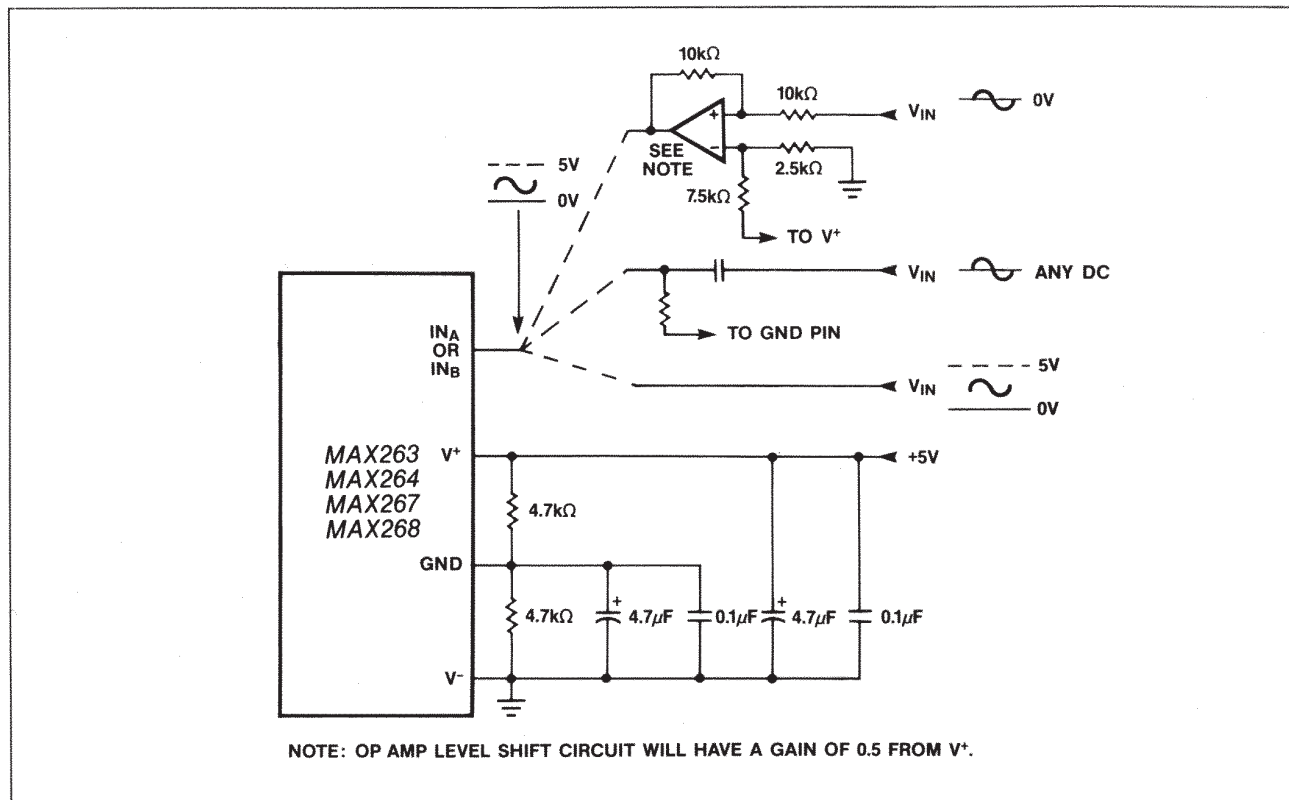 10kΩ
10kΩ
VIN
0V
+
−
SEE
NOTE
2.5kΩ
7.5kΩ
TO V+
5V
0V
VIN
ANY DC
TO GND PIN
INA
OR
INB
VIN
5V
0V
MAX263
MAX264
MAX267
MAX268
V+
+5V
4.7kΩ
GND
4.7kΩ
+
4.7μF
0.1μF
+
4.7μF
0.1μF
V−
NOTE: OP AMP LEVEL SHIFT CIRCUIT WILL HAVE A GAIN OF 0.5 FROM V+.